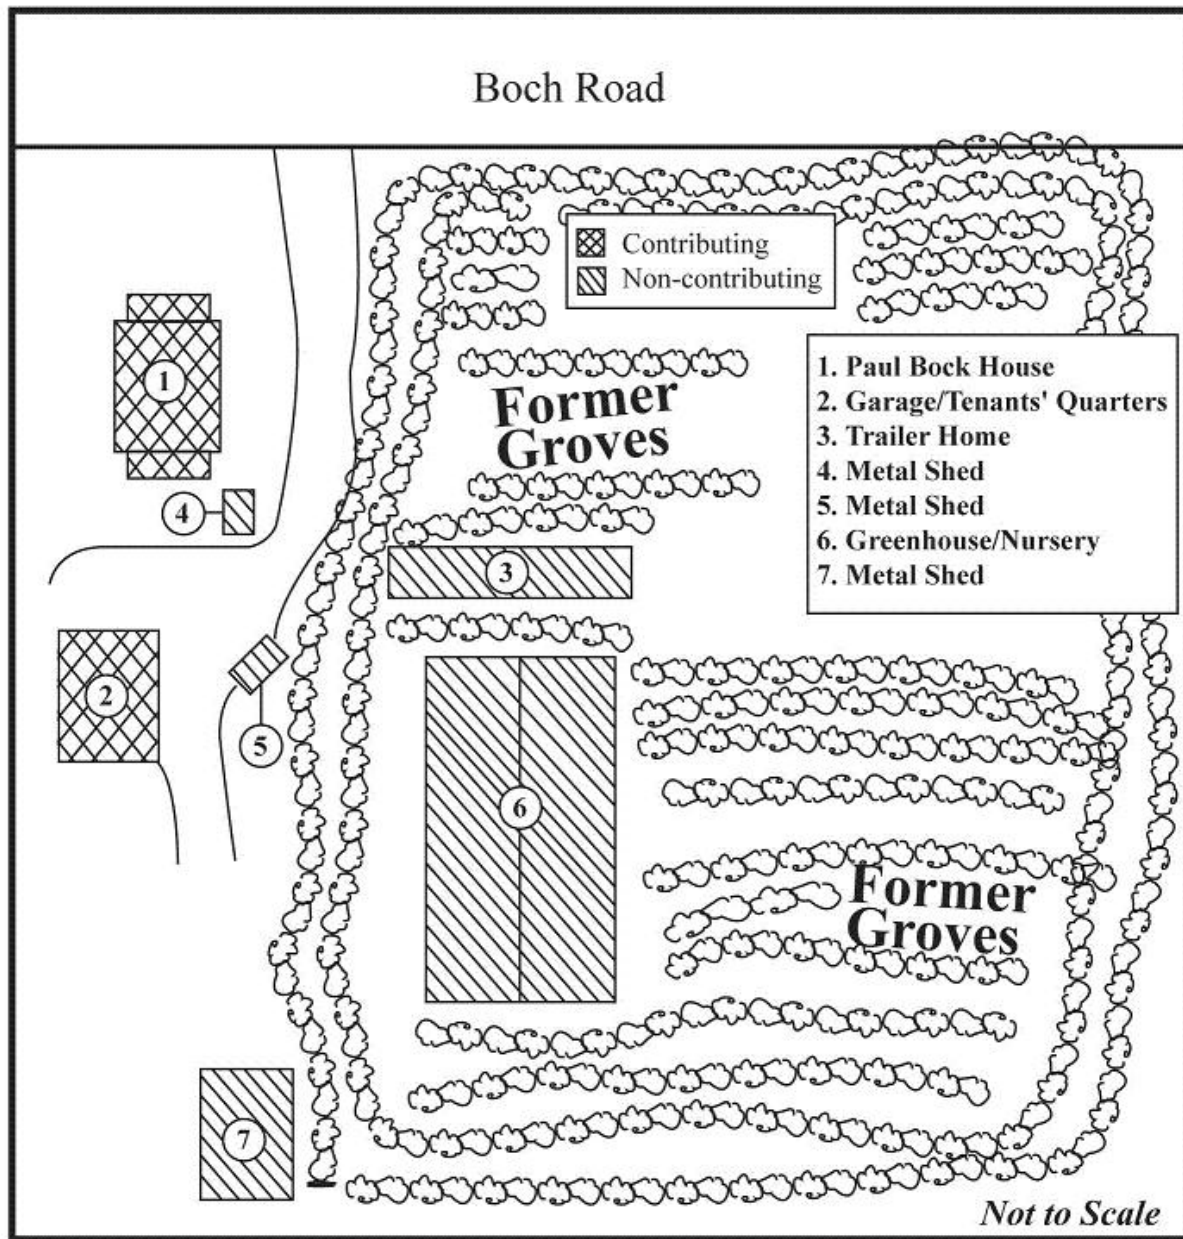 Boch Road
Contributing
Non-contributing
1. Paul Bock House
2. Garage/Tenants' Quarters
3. Trailer Home
4. Metal Shed
5. Metal Shed
6. Greenhouse/Nursery
7. Metal Shed
Former
Groves
1
4
3
2
5
6
Former
Groves
7
Not to Scale